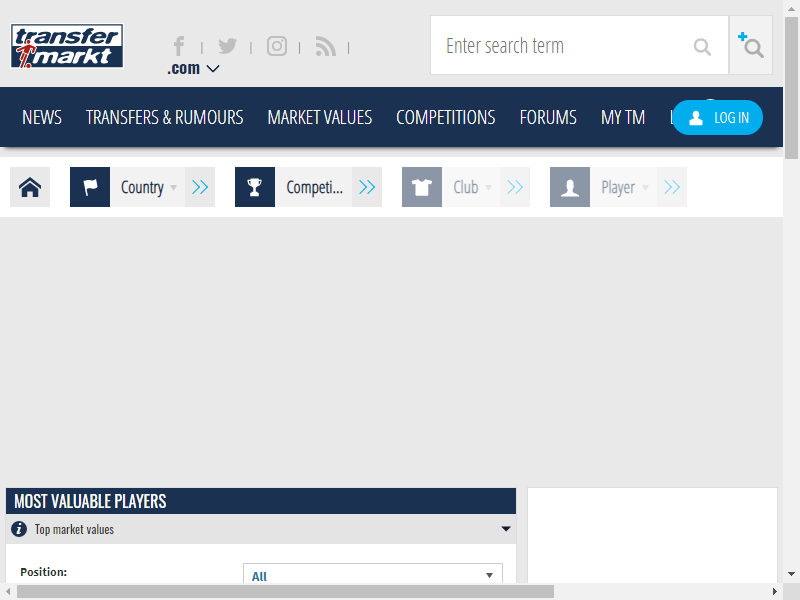 transfer
markt
.com
Enter search term
NEWS
TRANSFERS & RUMOURS
MARKET VALUES
COMPETITIONS
FORUMS
MY TM
LOG IN
Country
Competi...
Club
Player
MOST VALUABLE PLAYERS
Top market values
Position:
All